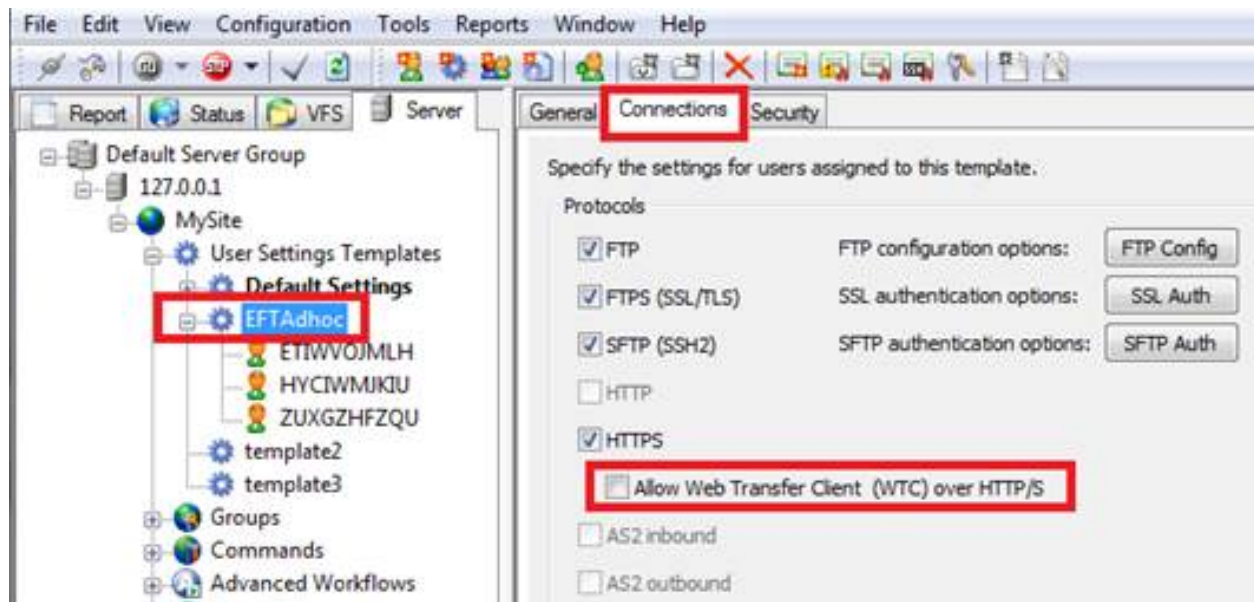 File Edit View Configuration Tools Reports Window Help
Report Status VFS Server
Default Server Group
127.0.0.1
MySite
User Settings Templates
Default Settings
EFTAdhoc
ETIWVOJMLH
HYCIWMJKIU
ZUXGZHFZQU
template2
template3
Groups
Commands
Advanced Workflows
General Connections Security
Specify the settings for users assigned to this template.
Protocols
FTP FTP configuration options: FTP Config
FTPS (SSL/TLS) SSL authentication options: SSL Auth
SFTP (SSH2) SFTP authentication options: SFTP Auth
HTTP
HTTPS
Allow Web Transfer Client (WTC) over HTTP/S
AS2 inbound
AS2 outbound